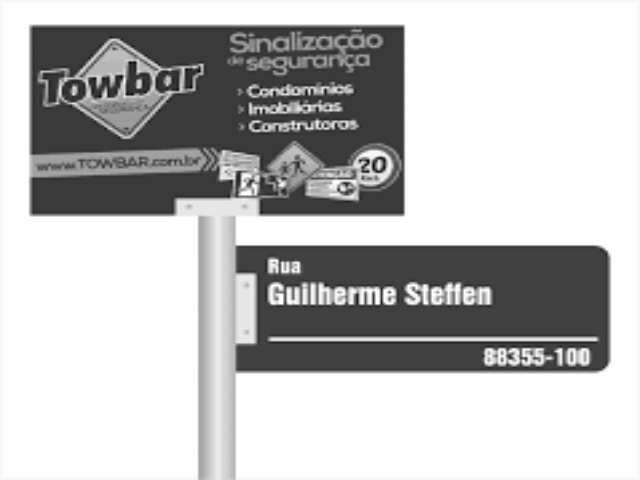 Towbar
Sinalização
de segurança
> Condomínios
> Imobiliárias
> Construtoras
www.TOWBAR.com.br
20
Rua
Guilherme Steffen
88355-100